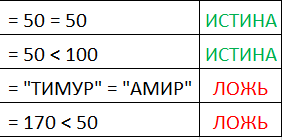 = 50 = 50 ИСТИНА
= 50 < 100 ИСТИНА
= "ТИМУР" = "АМИР" ЛОЖЬ
= 170 < 50 ЛОЖЬ